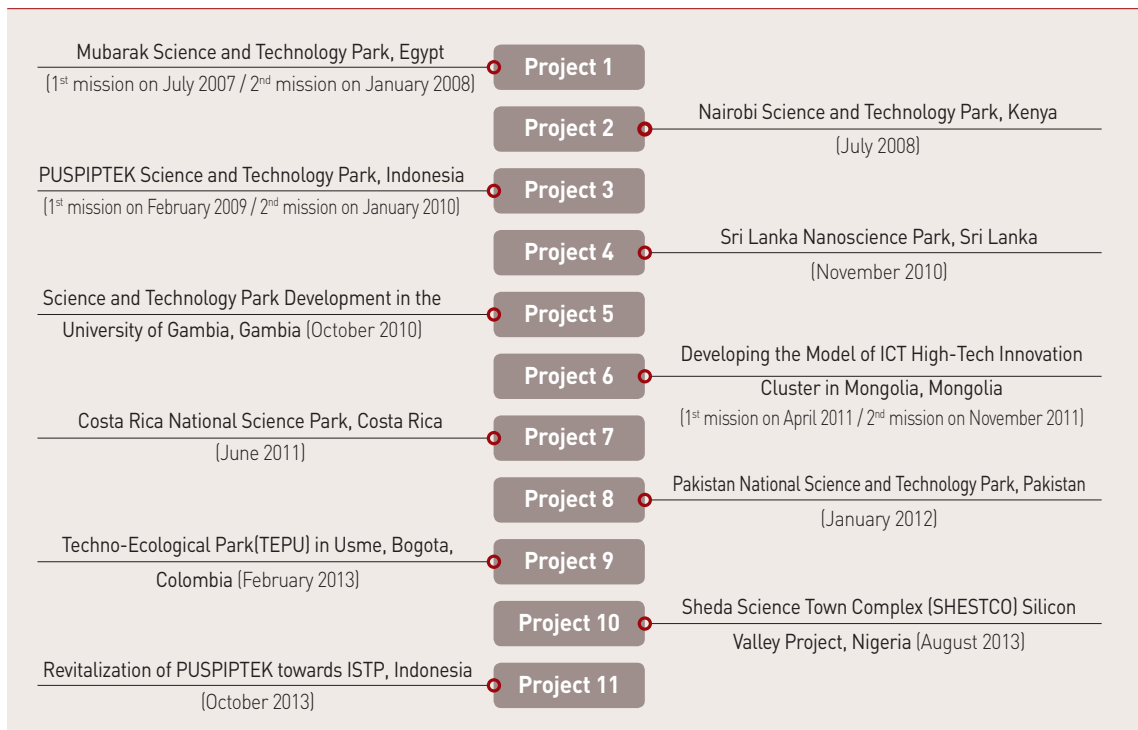 Mubarak Science and Technology Park, Egypt
(1st mission on July 2007 / 2nd mission on January 2008)
Project 1
Project 2
Nairobi Science and Technology Park, Kenya
(July 2008)
PUSPIPTEK Science and Technology Park, Indonesia
(1st mission on February 2009 / 2nd mission on January 2010)
Project 3
Project 4
Sri Lanka Nanoscience Park, Sri Lanka
(November 2010)
Science and Technology Park Development in the
University of Gambia, Gambia (October 2010)
Project 5
Project 6
Developing the Model of ICT High-Tech Innovation
Cluster in Mongolia, Mongolia
(1st mission on April 2011 / 2nd mission on November 2011)
Costa Rica National Science Park, Costa Rica
(June 2011)
Project 7
Project 8
Pakistan National Science and Technology Park, Pakistan
(January 2012)
Techno-Ecological Park(TEPU) in Usme, Bogota,
Colombia (February 2013)
Project 9
Project 10
Sheda Science Town Complex (SHESTCO) Silicon
Valley Project, Nigeria (August 2013)
Revitalization of PUSPIPTEK towards ISTP, Indonesia
(October 2013)
Project 11